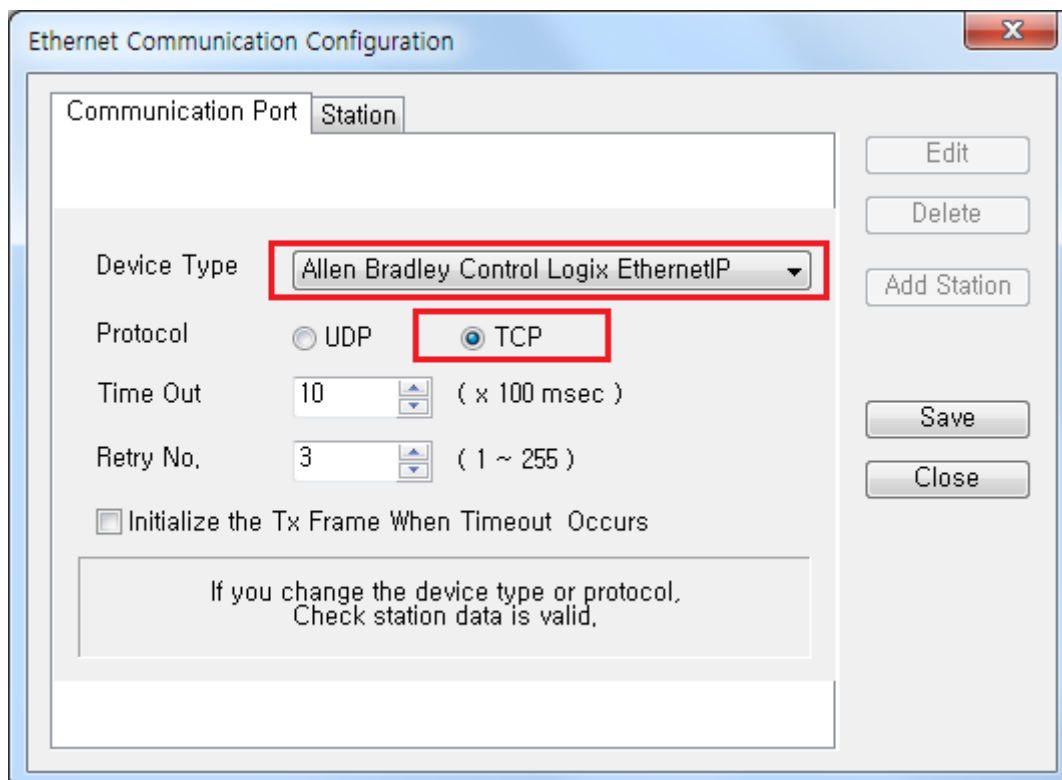 Ethernet Communication Configuration
X
Communication Port
Station
Edit
Delete
Add Station
Device Type
Allen Bradley Control Logix EthernetIP
Protocol
UDP
TCP
Time Out
10
( x 100 msec )
Retry No,
3
( 1 ~ 255 )
Save
Close
Initialize the Tx Frame When Timeout Occurs
If you change the device type or protocol,
Check station data is valid,